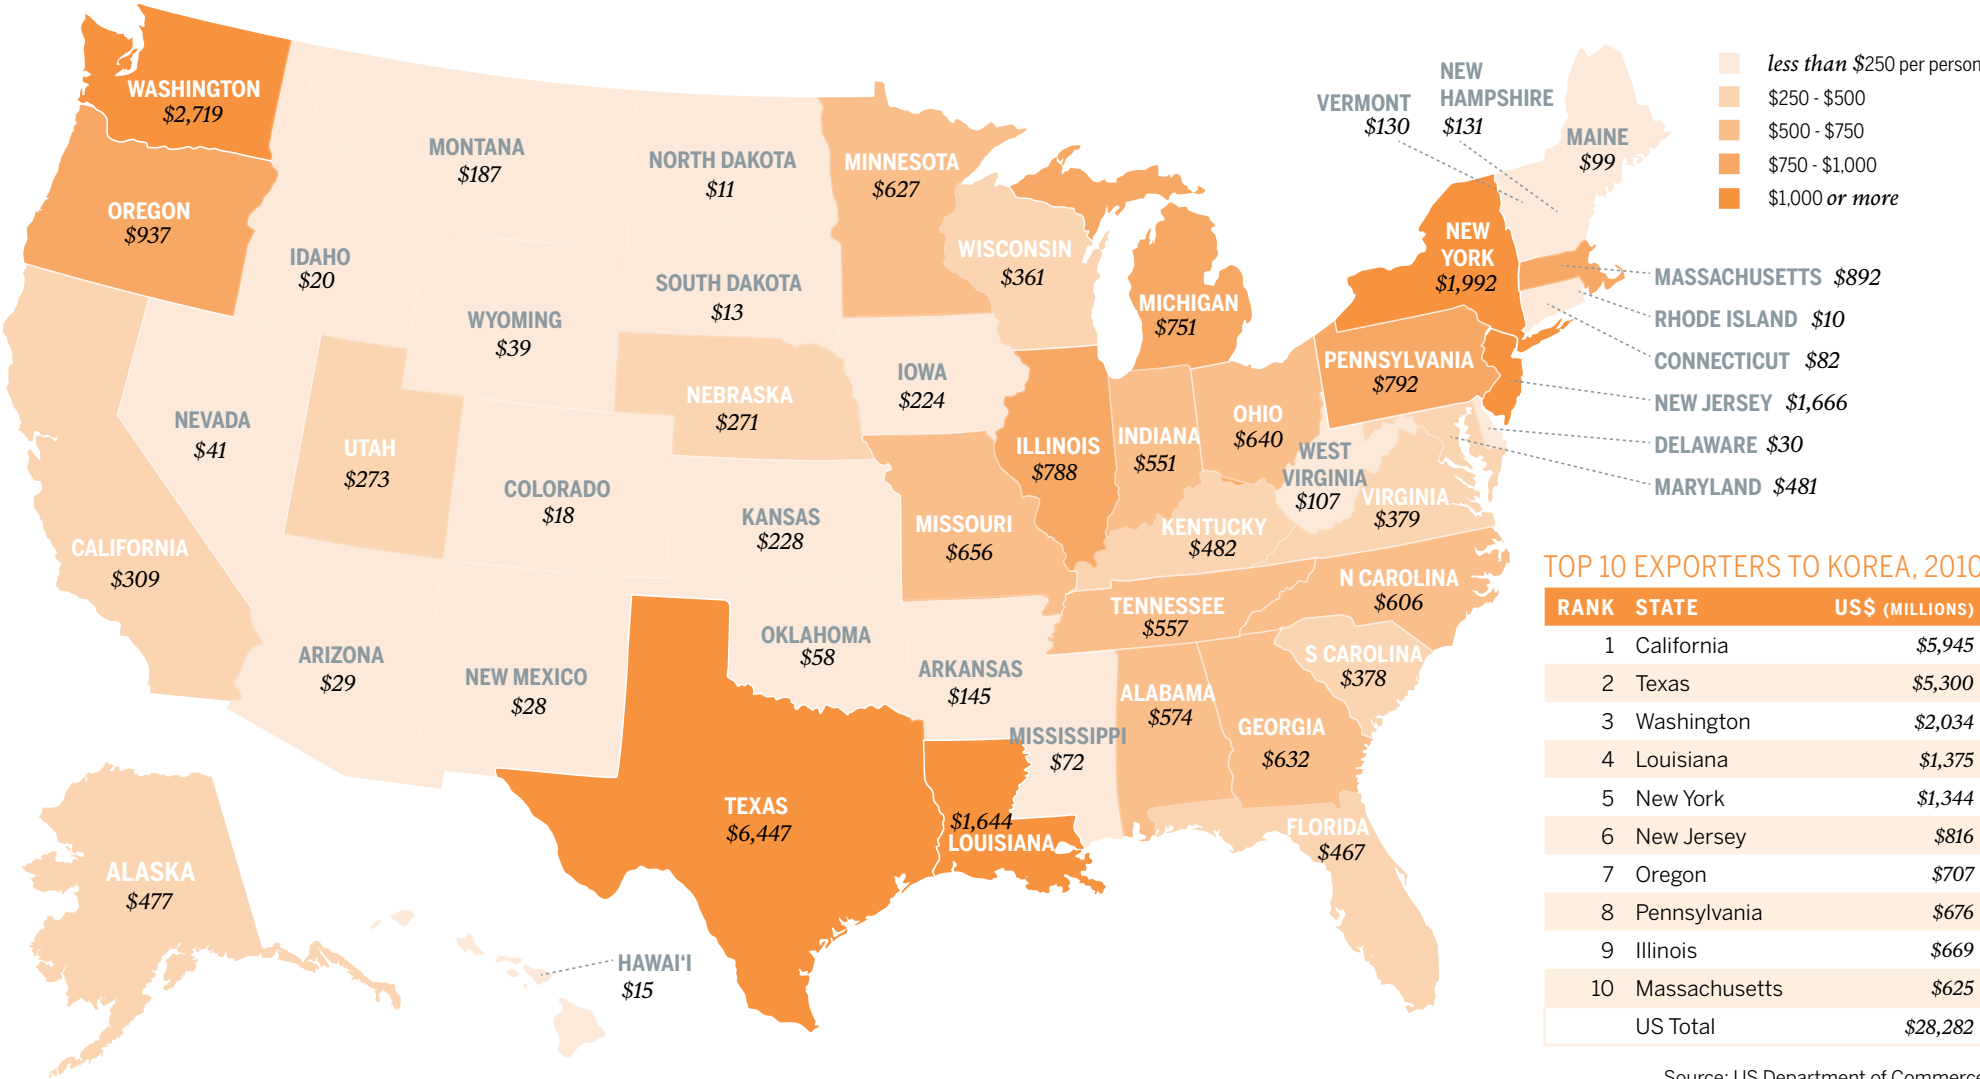 WASHINGTON
$2,719
OREGON
$937
CALIFORNIA
$309
NEVADA
$41
IDAHO
$20
MONTANA
$187
WYOMING
$39
UTAH
$273
COLORADO
$18
ARIZONA
$29
NEW MEXICO
$28
NORTH DAKOTA
$11
SOUTH DAKOTA
$13
NEBRASKA
$271
KANSAS
$228
OKLAHOMA
$58
TEXAS
$6,447
MINNESOTA
$627
IOWA
$224
MISSOURI
$656
ARKANSAS
$145
$1,644
LOUISIANA
WISCONSIN
$361
ILLINOIS
$788
MICHIGAN
$751
INDIANA
$551
OHIO
$640
KENTUCKY
$482
TENNESSEE
$557
MISSISSIPPI
$72
ALABAMA
$574
GEORGIA
$632
FLORIDA
$467
S CAROLINA
$378
N CAROLINA
$606
VIRGINIA
$379
WEST
VIRGINIA
$107
PENNSYLVANIA
$792
NEW
YORK
$1,992
VERMONT
$130
NEW
HAMPSHIRE
$131
MAINE
$99
MASSACHUSETTS $892
RHODE ISLAND $10
CONNECTICUT $82
NEW JERSEY $1,666
DELAWARE $30
MARYLAND $481
ALASKA
$477
HAWAI‘I
$15
less than $250 per person
$250 - $500
$500 - $750
$750 - $1,000
$1,000 or more
TOP 10 EXPORTERS TO KOREA, 2010
RANK STATE US$ (MILLIONS)
1 California $5,945
2 Texas $5,300
3 Washington $2,034
4 Louisiana $1,375
5 New York $1,344
6 New Jersey $816
7 Oregon $707
8 Pennsylvania $676
9 Illinois $669
10 Massachusetts $625
US Total $28,282
Source: US Department of Commerce